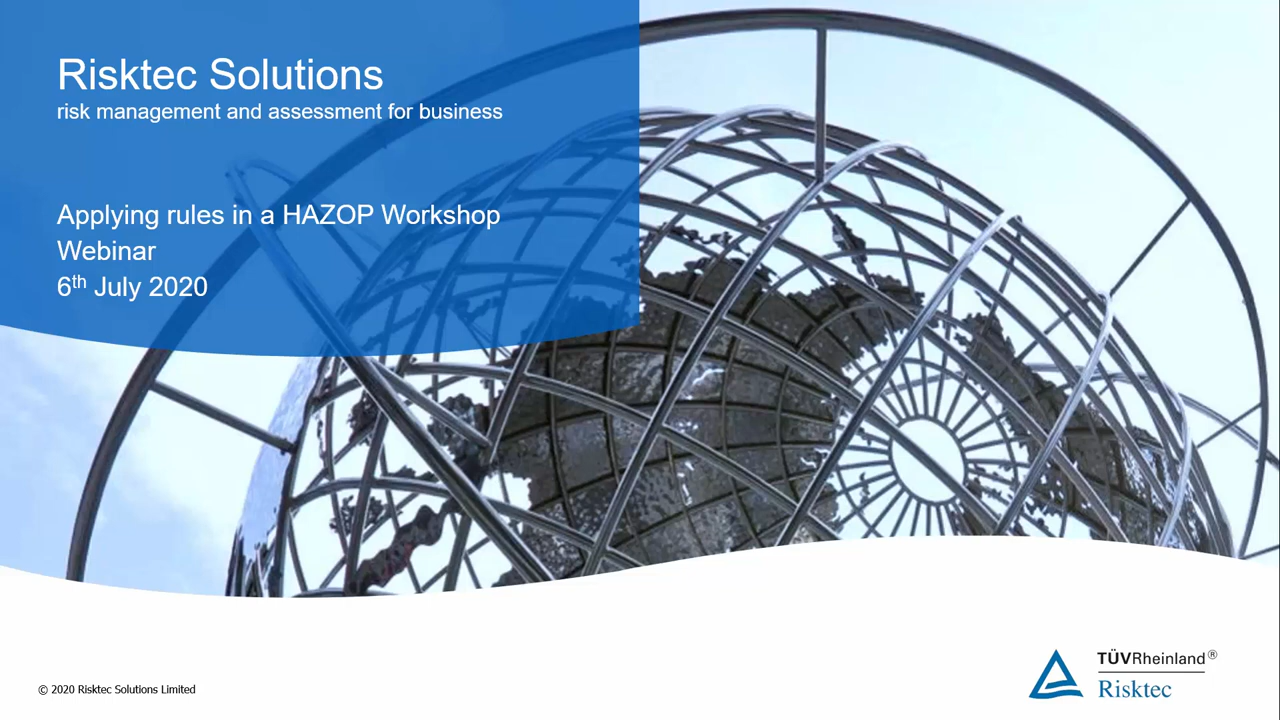 Risktec Solutions
risk management and assessment for business
Applying rules in a HAZOP Workshop
Webinar
6th July 2020
© 2020 Risktec Solutions Limited
TÜVRheinland®
Risktec